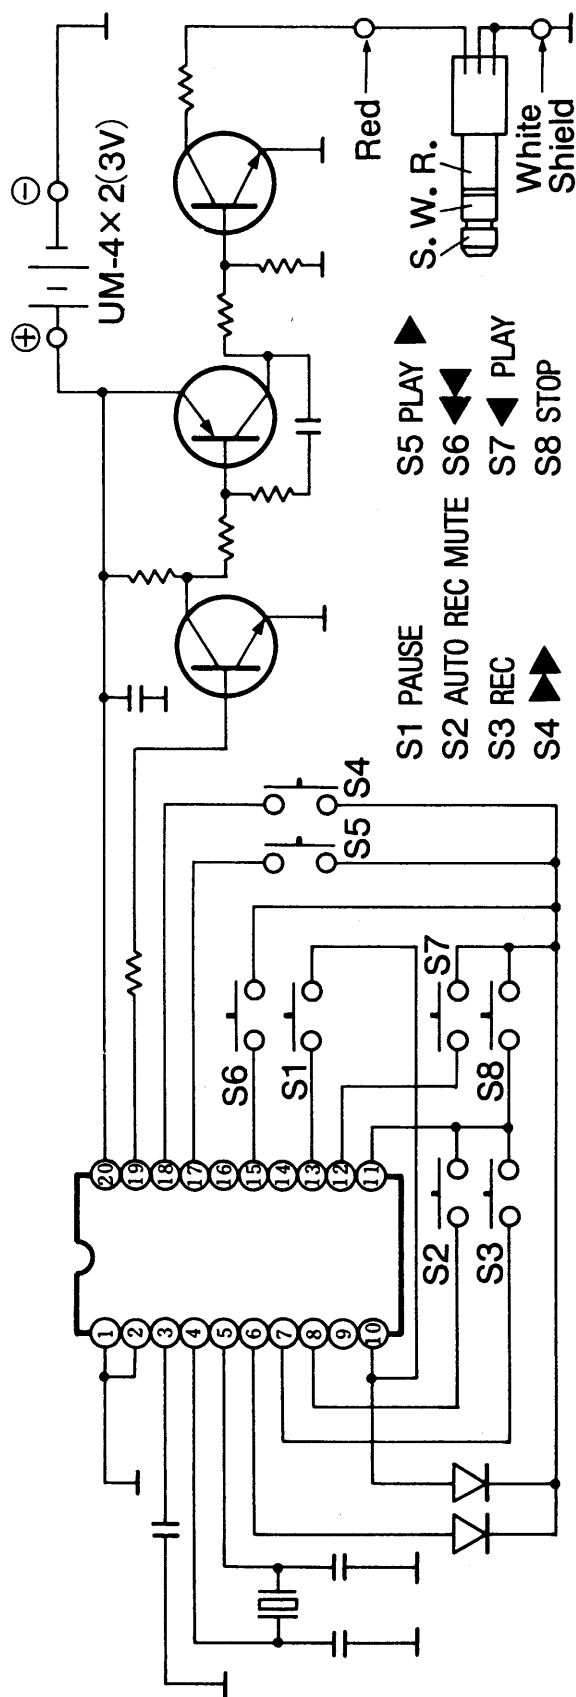 ⊕ ⊖
UM-4×2(3V)
1 20
2 19
3 18
4 17
5 16
6 15
7 14
8 13
9 12
10 11
S6
S1
S4
S5
S2
S7
S3
S8
Red
S. W. R.
White
Shield
S1 PAUSE
S2 AUTO REC MUTE
S3 REC
S4 ▶▶
S5 PLAY ▶
S6 ◀◀
S7 ◀ PLAY
S8 STOP